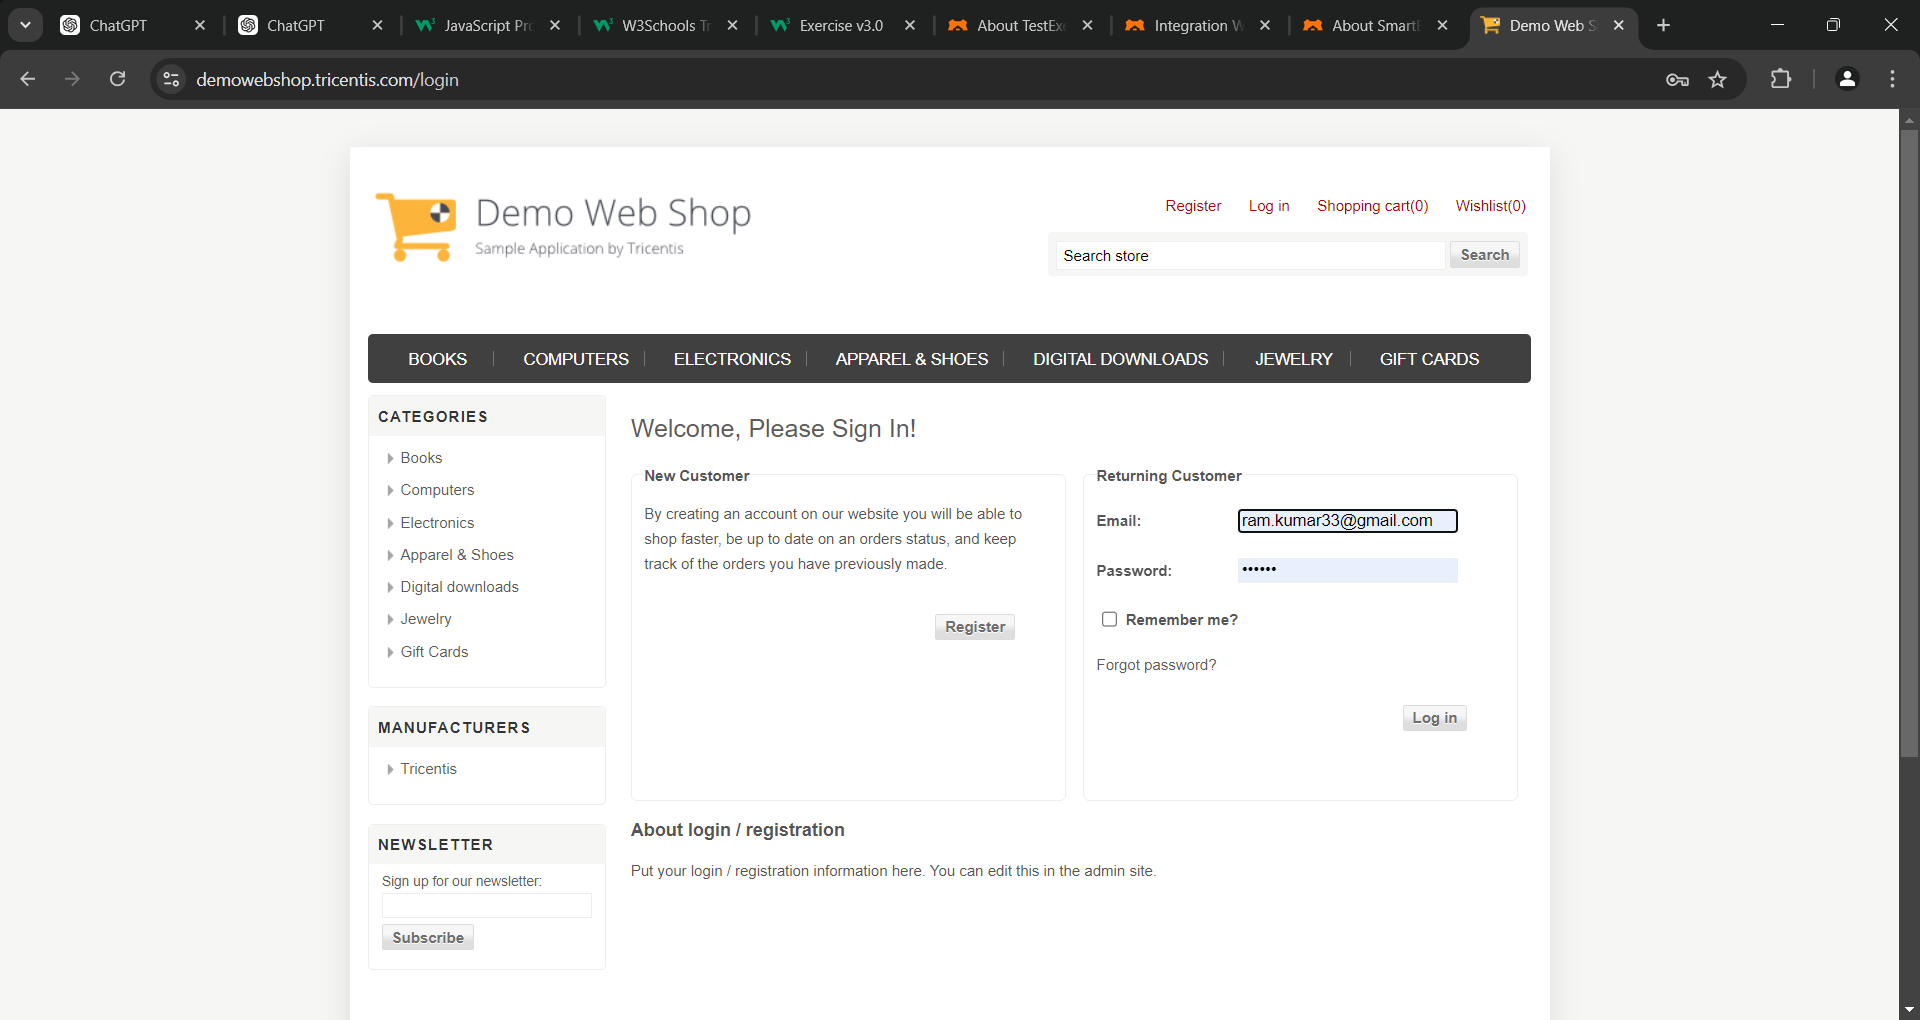 ChatGPT
ChatGPT
JavaScript Pro
W3Schools Tr
Exercise v3.0
About TestExe
Integration W
About SmartE
Demo Web S
demowebshop.tricentis.com/login
Demo Web Shop
Sample Application by Tricentis
Register
Log in
Shopping cart(0)
Wishlist(0)
Search store
Search
BOOKS
COMPUTERS
ELECTRONICS
APPAREL & SHOES
DIGITAL DOWNLOADS
JEWELRY
GIFT CARDS
CATEGORIES
Books
Computers
Electronics
Apparel & Shoes
Digital downloads
Jewelry
Gift Cards
MANUFACTURERS
Tricentis
NEWSLETTER
Sign up for our newsletter:
Subscribe
Welcome, Please Sign In!
New Customer
By creating an account on our website you will be able to
shop faster, be up to date on an orders status, and keep
track of the orders you have previously made.
Register
Returning Customer
Email:
ram.kumar33@gmail.com
Password:
••••••
Remember me?
Forgot password?
Log in
About login / registration
Put your login / registration information here. You can edit this in the admin site.